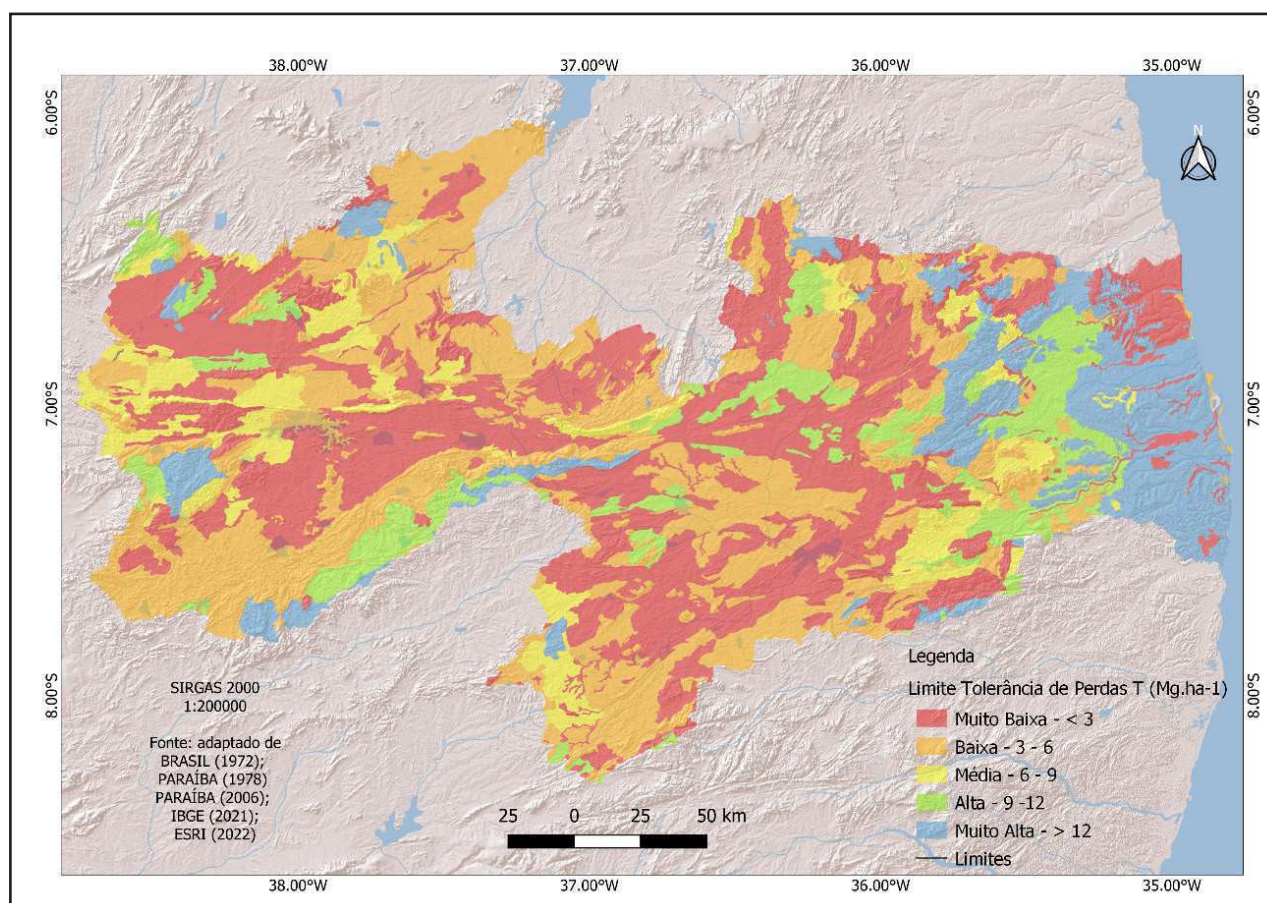 38.00°W 37.00°W 36.00°W 35.00°W
6.00°S 6.00°S
N
7.00°S 7.00°S
8.00°S 8.00°S
SIRGAS 2000
1:200000
Fonte: adaptado de
BRASIL (1972);
PARAÍBA (1978)
PARAÍBA (2006);
IBGE (2021);
ESRI (2022)
25 0 25 50 km
Legenda
Limite Tolerância de Perdas T (Mg.ha-1)
Muito Baixa - < 3
Baixa - 3 - 6
Média - 6 - 9
Alta - 9 -12
Muito Alta - > 12
Limites
38.00°W 37.00°W 36.00°W 35.00°W